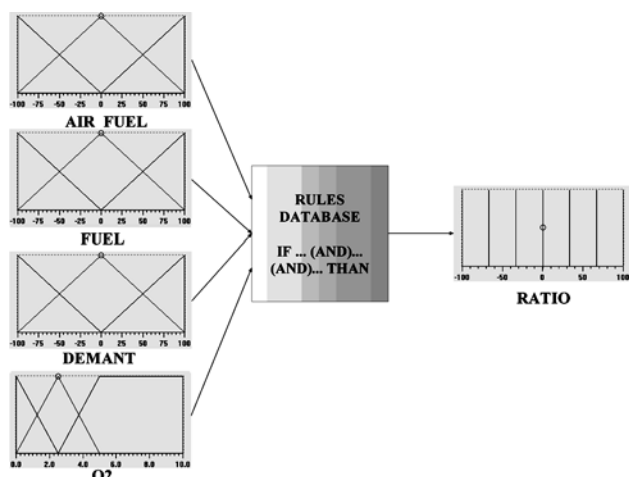 -100 -75 -50 -25 0 25 50 75 100
AIR FUEL
-100 -75 -50 -25 0 25 50 75 100
FUEL
-100 -75 -50 -25 0 25 50 75 100
DEMANT
0.0 2.0 4.0 6.0 8.0 10.0
O2
RULES
DATABASE
IF ... (AND)...
(AND)... THAN
-100 -50 0 50 100
RATIO